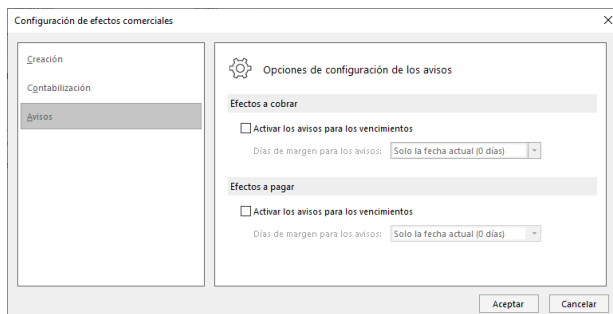 Configuración de efectos comerciales
Creación
Contabilización
Avisos
Opciones de configuración de los avisos
Efectos a cobrar
Activar los avisos para los vencimientos
Días de margen para los avisos: Solo la fecha actual (0 días)
Efectos a pagar
Activar los avisos para los vencimientos
Días de margen para los avisos: Solo la fecha actual (0 días)
Aceptar Cancelar